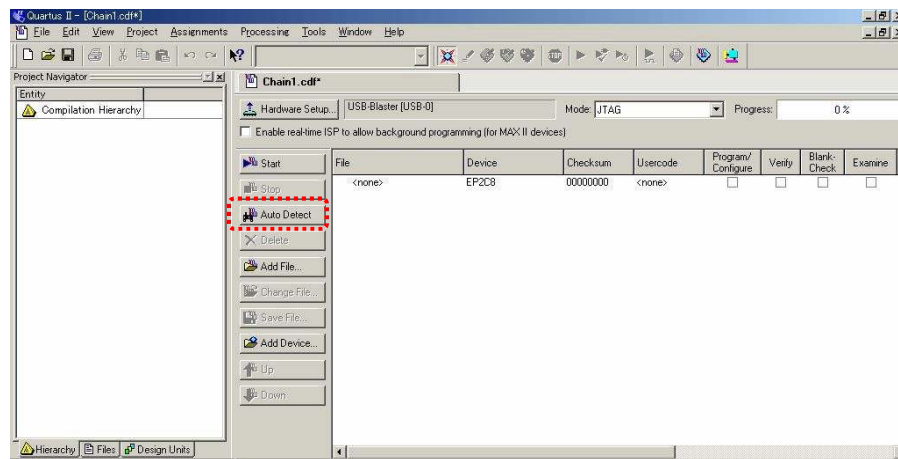 Quartus II - [Chain1.cdf*]
File Edit View Project Assignments Processing Tools Window Help
Project Navigator
Entity
Compilation Hierarchy
Hierarchy Files Design Units
Chain1.cdf*
Hardware Setup... USB-Blaster [USB-0] Mode: JTAG Progress: 0 %
Enable real-time ISP to allow background programming (for MAX II devices)
Start
Stop
Auto Detect
Delete
Add File...
Change File...
Save File...
Add Device...
Up
Down
File Device Checksum Usercode Program/ Configure Verify Blank- Check Examine
<none> EP2C8 00000000 <none>